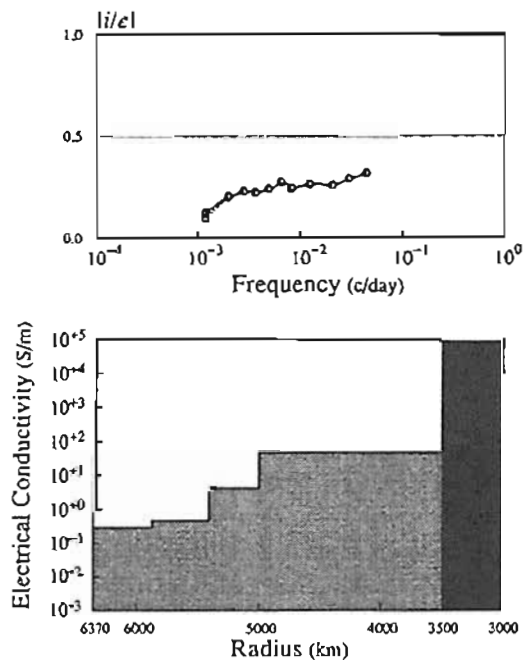 |i/e|
1.0
0.5
0.0
10⁻⁴ 10⁻³ 10⁻² 10⁻¹ 10⁰
Frequency (c/day)
Electrical Conductivity (S/m)
10⁺⁵
10⁺⁴
10⁺³
10⁺²
10⁺¹
10⁺⁰
10⁻¹
10⁻²
10⁻³
6370 6000 5000 4000 3500 3000
Radius (km)